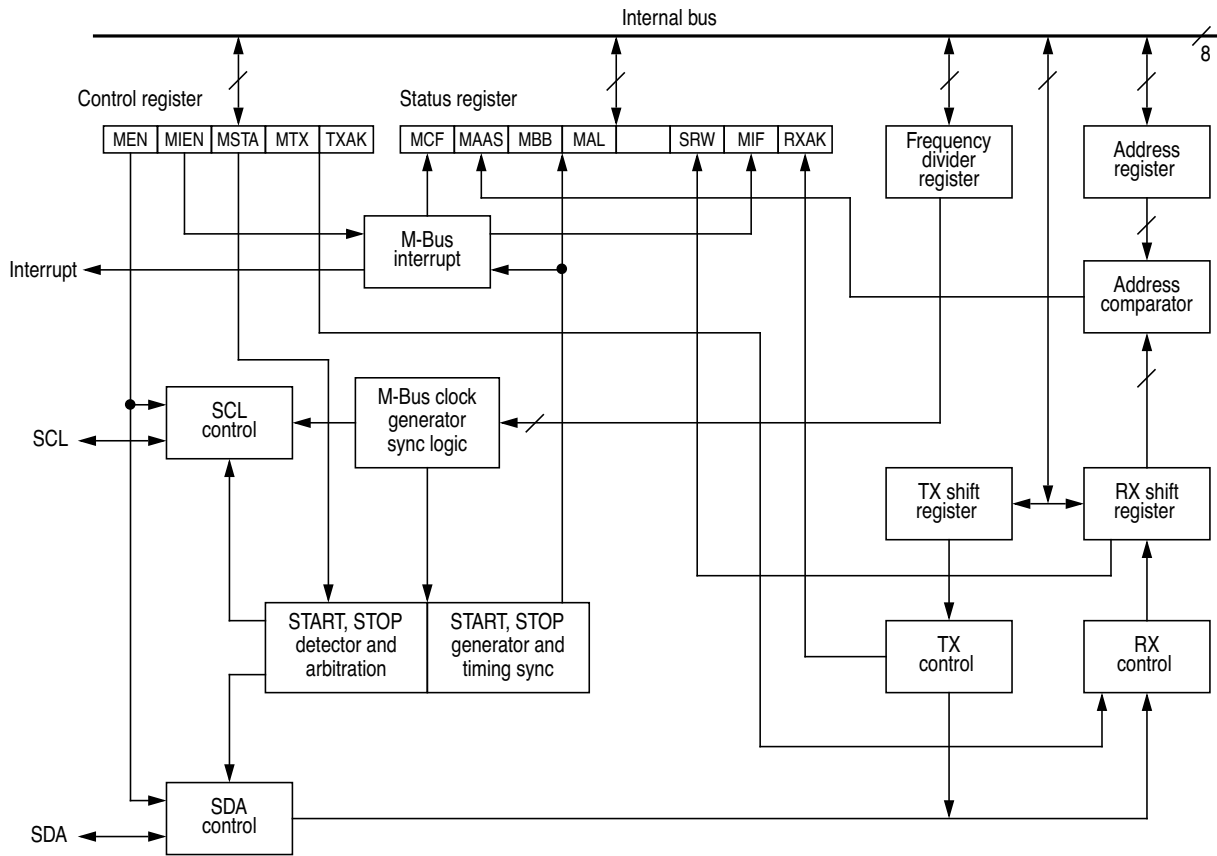 Internal bus
8
Control register
Status register
MEN MIEN MSTA MTX TXAK
MCF MAAS MBB MAL SRW MIF RXAK
Frequency
divider
register
Address
register
M-Bus
interrupt
Interrupt
Address
comparator
SCL
control
M-Bus clock
generator
sync logic
SCL
TX shift
register
RX shift
register
START, STOP
detector and
arbitration
START, STOP
generator and
timing sync
TX
control
RX
control
SDA
control
SDA